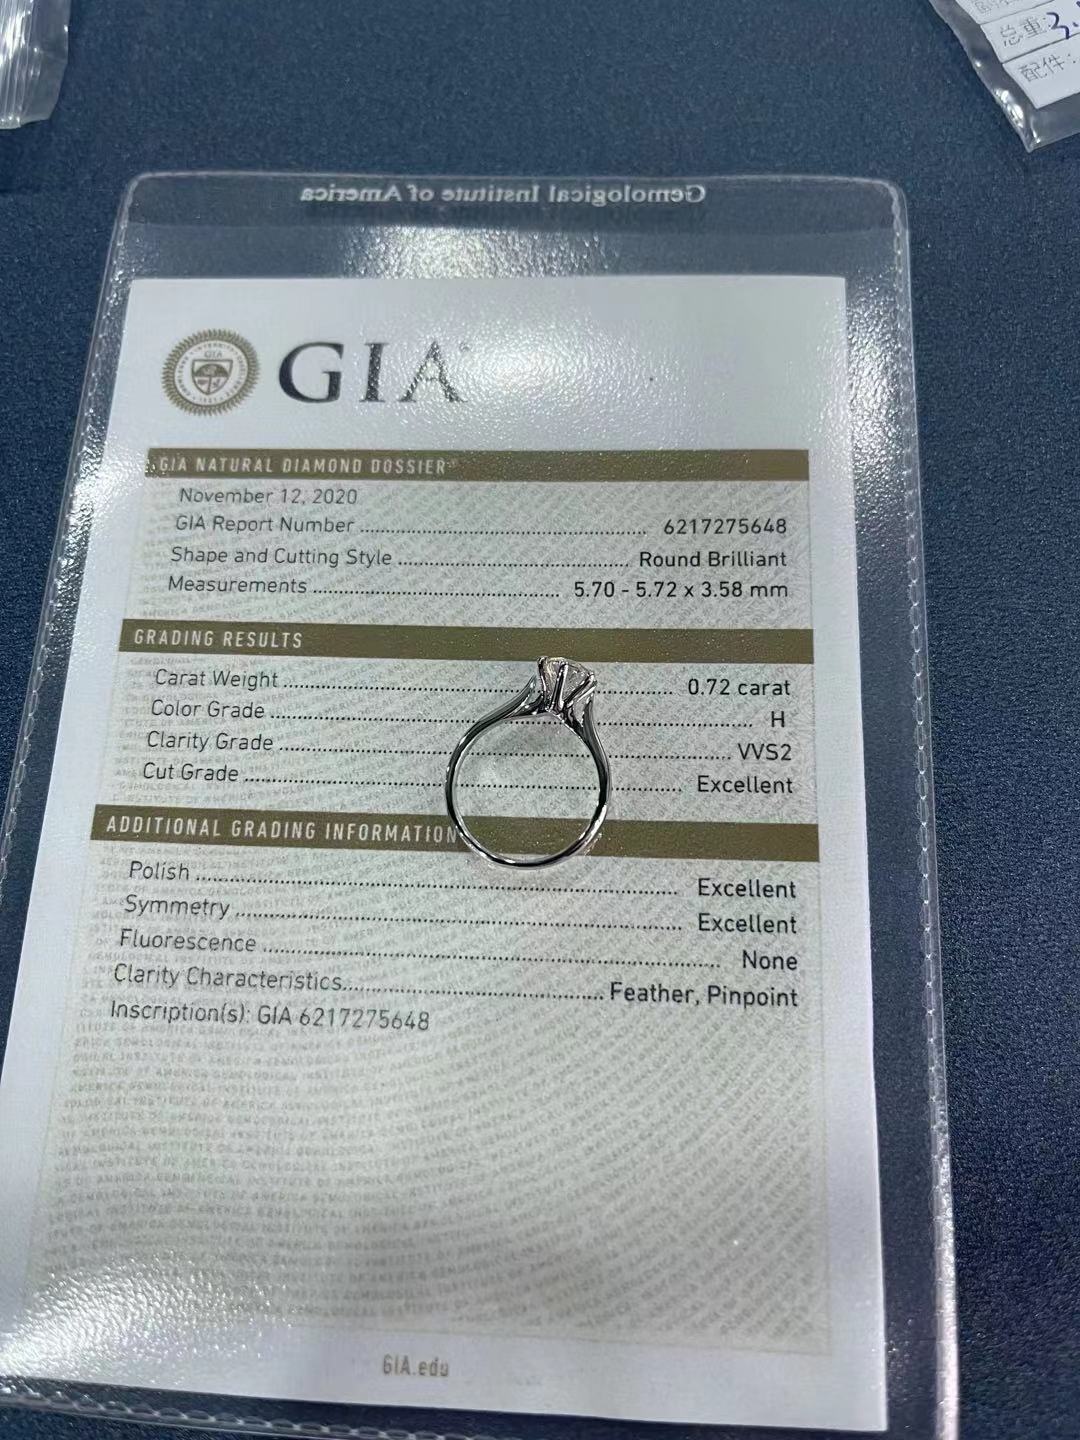 总重:3.
配件:
Gemological Institute of America
GIA
GIA NATURAL DIAMOND DOSSIER
November 12, 2020
GIA Report Number ........ 6217275648
Shape and Cutting Style ........ Round Brilliant
Measurements ........ 5.70 - 5.72 x 3.58 mm
GRADING RESULTS
Carat Weight ........ 0.72 carat
Color Grade ........ H
Clarity Grade ........ VVS2
Cut Grade ........ Excellent
ADDITIONAL GRADING INFORMATION
Polish ........ Excellent
Symmetry ........ Excellent
Fluorescence ........ None
Clarity Characteristics ........ Feather, Pinpoint
Inscription(s): GIA 6217275648
GIA.edu